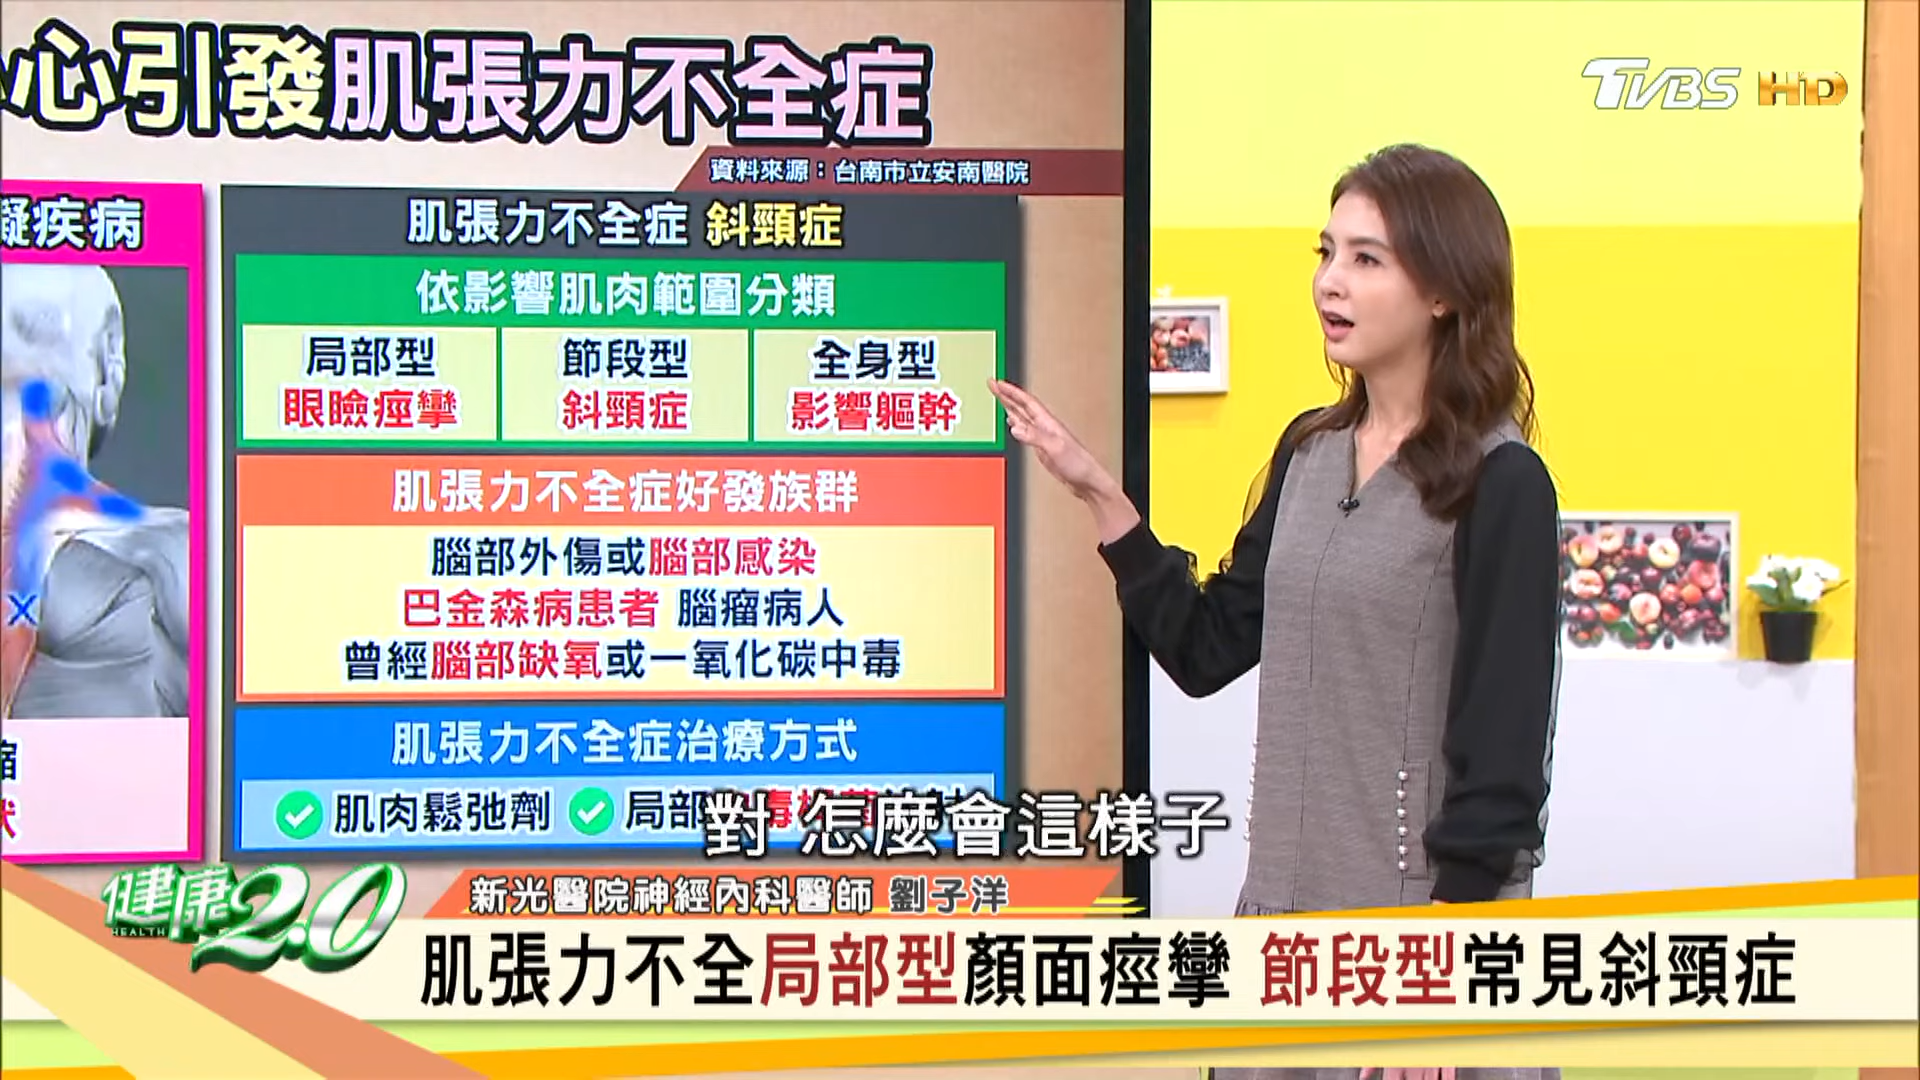 心引發肌張力不全症
TVBS HD
資料來源：台南市立安南醫院
疾病
肌張力不全症 斜頸症
依影響肌肉範圍分類
局部型 節段型 全身型
眼瞼痙攣 斜頸症 影響軀幹
肌張力不全症好發族群
腦部外傷或腦部感染
巴金森病患者 腦瘤病人
曾經腦部缺氧或一氧化碳中毒
肌張力不全症治療方式
肌肉鬆弛劑 局部
對 怎麼會這樣子
健康2.0
HEALTH
新光醫院神經內科醫師 劉子洋
肌張力不全局部型顏面痙攣 節段型常見斜頸症